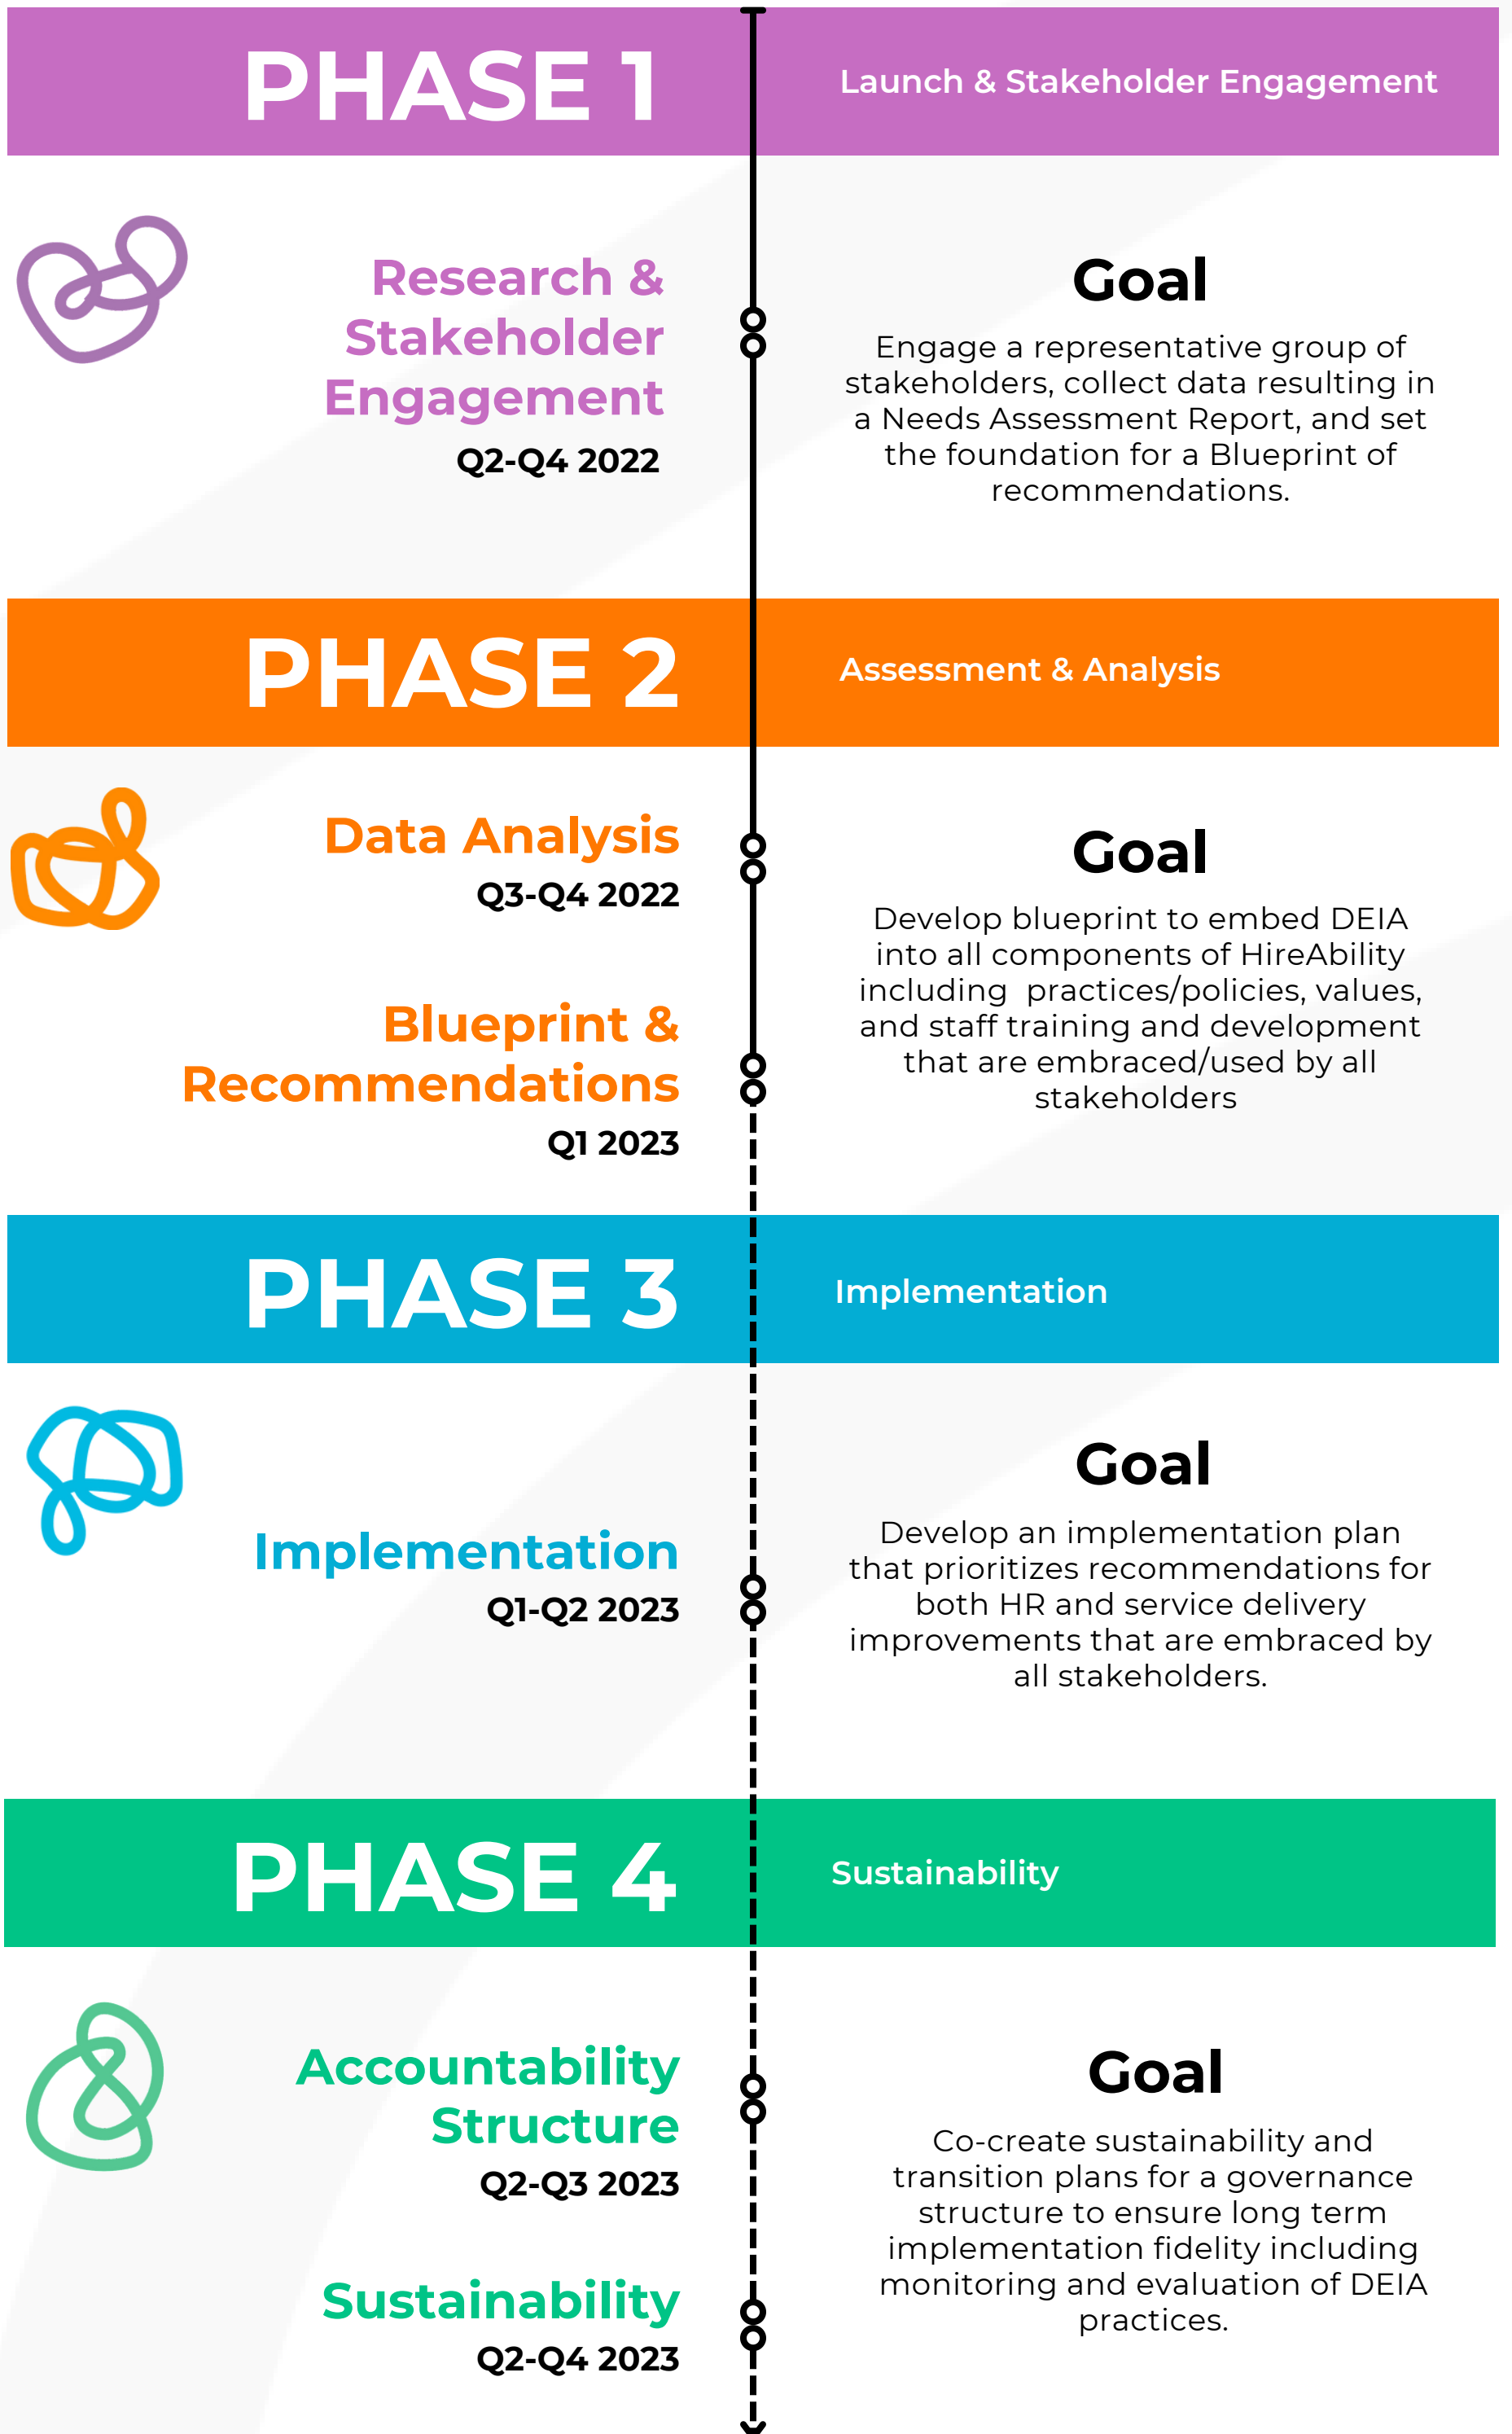 PHASE 1
Launch & Stakeholder Engagement
Research &
Stakeholder
Engagement
Q2-Q4 2022
Goal
Engage a representative group of
stakeholders, collect data resulting in
a Needs Assessment Report, and set
the foundation for a Blueprint of
recommendations.
PHASE 2
Assessment & Analysis
Data Analysis
Q3-Q4 2022
Blueprint &
Recommendations
Q1 2023
Goal
Develop blueprint to embed DEIA
into all components of HireAbility
including  practices/policies, values,
and staff training and development
that are embraced/used by all
stakeholders
PHASE 3
Implementation
Implementation
Q1-Q2 2023
Goal
Develop an implementation plan
that prioritizes recommendations for
both HR and service delivery
improvements that are embraced by
all stakeholders.
PHASE 4
Sustainability
Accountability
Structure
Q2-Q3 2023
Sustainability
Q2-Q4 2023
Goal
Co-create sustainability and
transition plans for a governance
structure to ensure long term
implementation fidelity including
monitoring and evaluation of DEIA
practices.